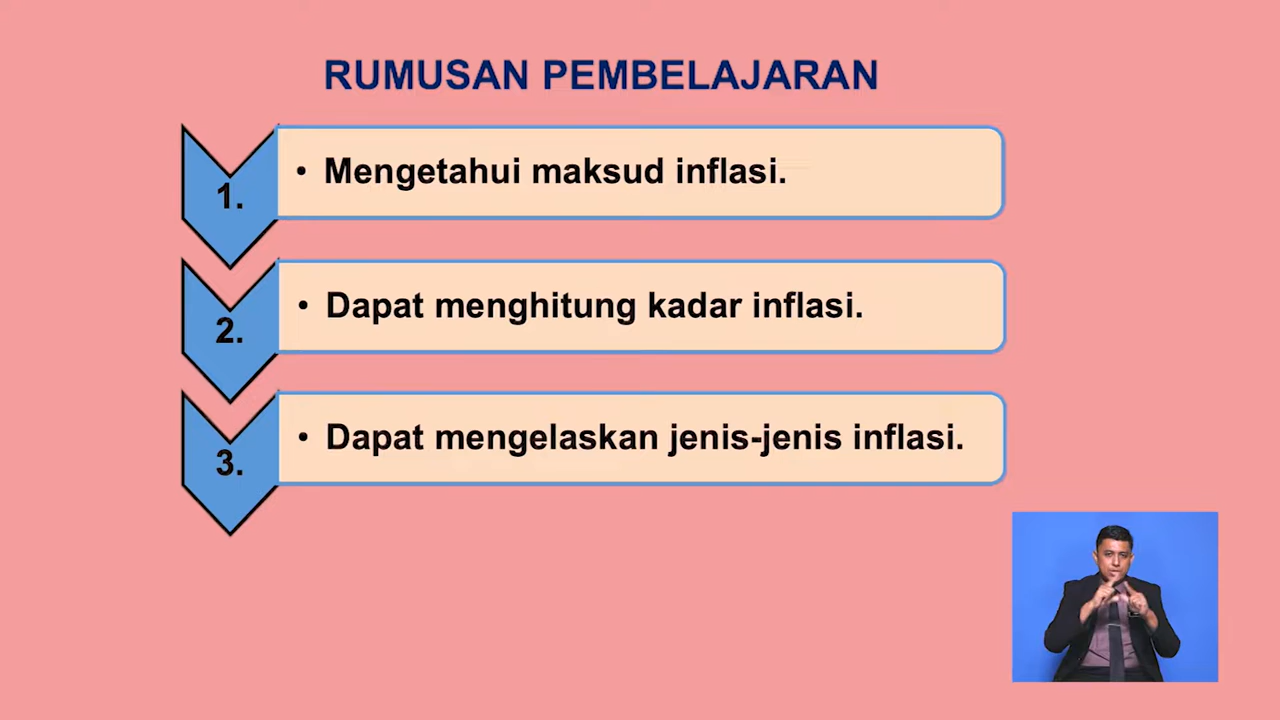 RUMUSAN PEMBELAJARAN
1.
• Mengetahui maksud inflasi.
2.
• Dapat menghitung kadar inflasi.
3.
• Dapat mengelaskan jenis-jenis inflasi.